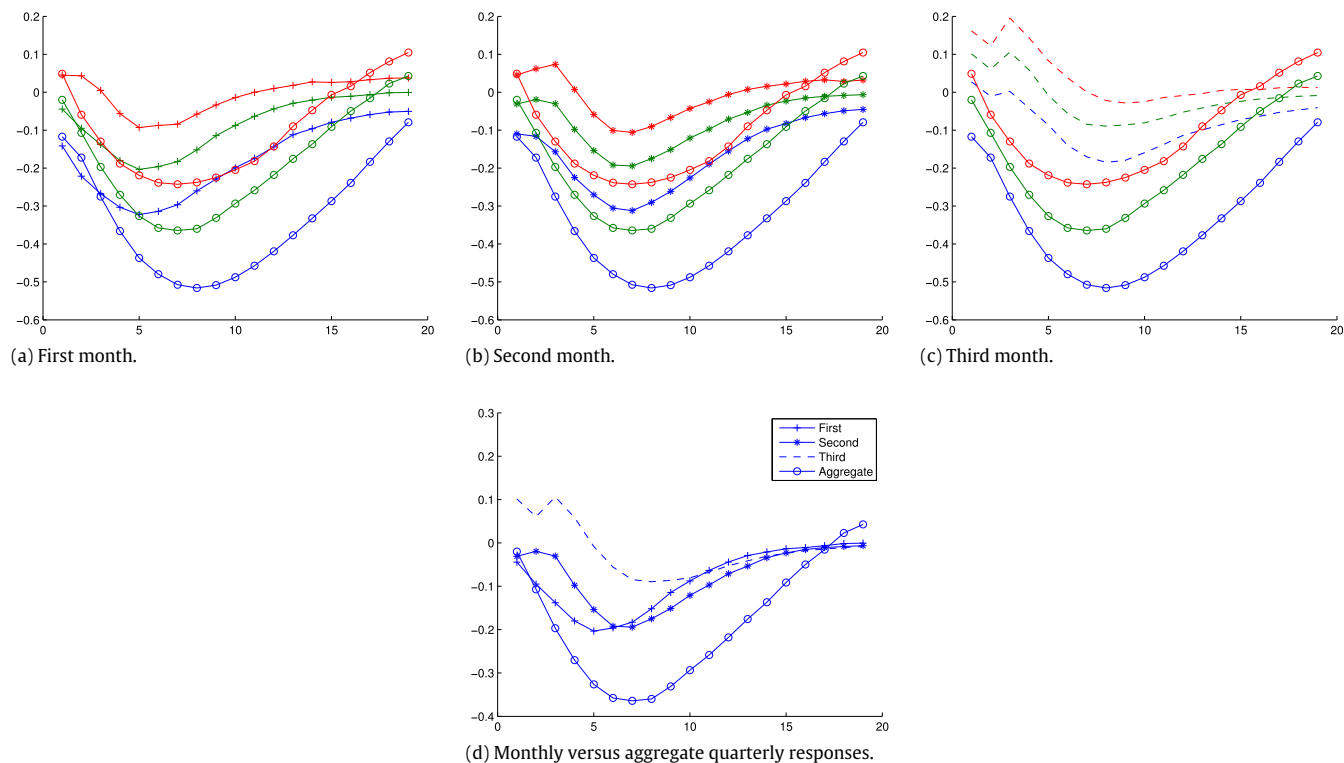 0.2 0.2 0.2
0.1 0.1 0.1
0 0 0
−0.1 −0.1 −0.1
−0.2 −0.2 −0.2
−0.3 −0.3 −0.3
−0.4 −0.4 −0.4
−0.5 −0.5 −0.5
−0.6 −0.6 −0.6
0 5 10 15 20 0 5 10 15 20 0 5 10 15 20
(a) First month. (b) Second month. (c) Third month.
0.3
0.2
0.1
0
−0.1
−0.2
−0.3
−0.4
0 5 10 15 20
First
Second
Third
Aggregate
(d) Monthly versus aggregate quarterly responses.